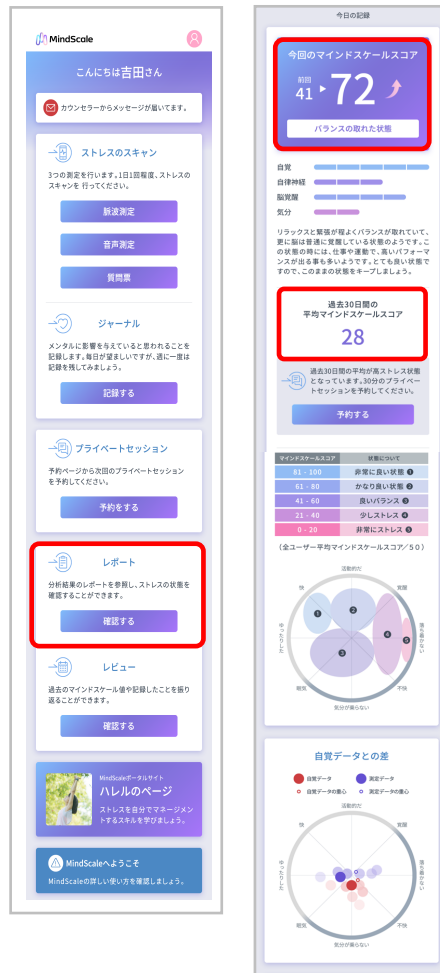 MindScale
こんにちは吉田さん
カウンセラーからメッセージが届いてます。
ストレスのスキャン
3つの測定を行います。1日1回程度、ストレスの
スキャンを 行ってください。
脈波測定
音声測定
質問票
ジャーナル
メンタルに影響を与えていると思われることを
記録します。毎日が望ましいですが、週に一度は
記録を残してみましょう。
記録する
プライベートセッション
予約ページから次回のプライベートセッション
を予約してください。
予約をする
レポート
分析結果のレポートを参照し、ストレスの状態を
確認することができます。
確認する
レビュー
過去のマインドスケール値や記録したことを振り
返ることができます。
確認する
MindScaleポータルサイト
ハレルのページ
ストレスを自分でマネージメン
トするスキルを学びましょう。
MindScaleへようこそ
MindScaleの詳しい使い方を確認しましょう。
今日の記録
今回のマインドスケールスコア
前回
41 ▸ 72
バランスの取れた状態
自覚
自律神経
脳覚醒
気分
リラックスと緊張が程よくバランスが取れていて、
更に脳は普通に覚醒している状態のようです。こ
の状態の時には、仕事や運動で、高いパフォーマ
ンスが出る事も多いようです。とても良い状態で
すので、このままの状態をキープしましょう。
過去30日間の
平均マインドスケールスコア
28
過去30日間の平均が高ストレス状態
となっています。30分のプライベー
トセッションを予約してください。
予約する
マインドスケールスコア 状態について
81 - 100 非常に良い状態 ❶
61 - 80 かなり良い状態 ❷
41 - 60 良いバランス ❸
21 - 40 少しストレス ❹
0 - 20 非常にストレス ❺
（全ユーザー平均マインドスケールスコア/50）
活動的だ
快 覚醒
❶ ❷
ゆったりした ❹ ❺ 落ち着かない
❸
眠気 不快
気分が乗らない
自覚データとの差
自覚データ 測定データ
自覚データの重心 測定データの重心
活動的だ
快 覚醒
ゆったりした 落ち着かない
眠気 不快
気分が乗らない